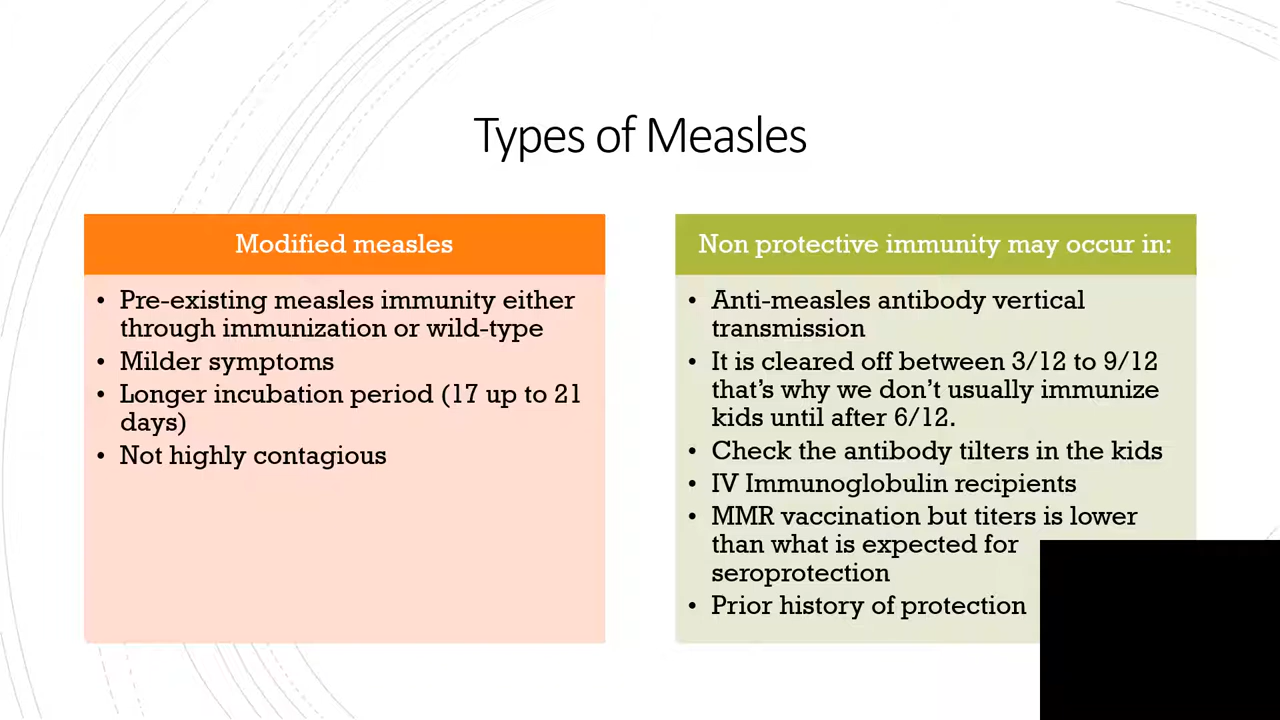 Types of Measles
Modified measles
• Pre-existing measles immunity either
through immunization or wild-type
• Milder symptoms
• Longer incubation period (17 up to 21
days)
• Not highly contagious
Non protective immunity may occur in:
• Anti-measles antibody vertical
transmission
• It is cleared off between 3/12 to 9/12
that's why we don't usually immunize
kids until after 6/12.
• Check the antibody tilters in the kids
• IV Immunoglobulin recipients
• MMR vaccination but titers is lower
than what is expected for
seroprotection
• Prior history of protection